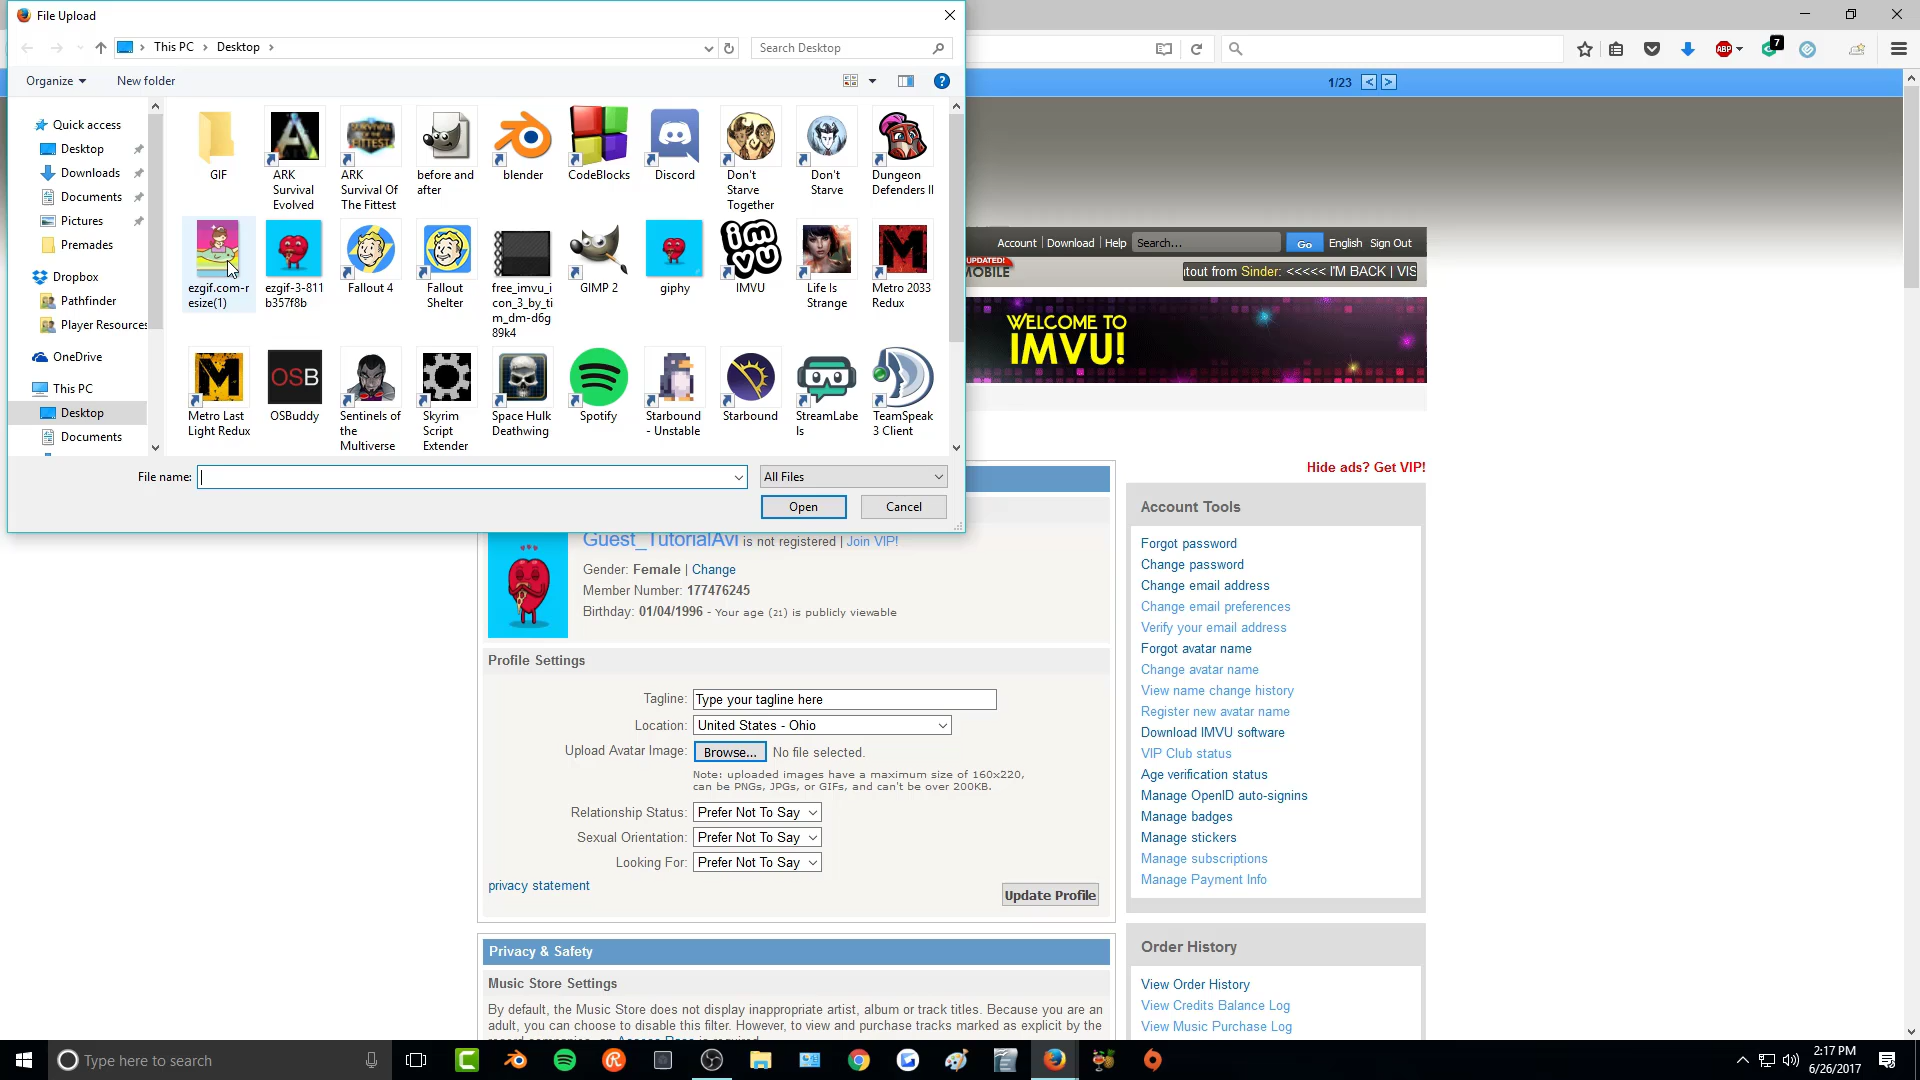 File Upload
This PC
Desktop
Search Desktop
Organize
New folder
Quick access
Desktop
Downloads
Documents
Pictures
Premades
Dropbox
Pathfinder
Player Resources
OneDrive
This PC
Desktop
Documents
GIF
ARK Survival Evolved
ARK Survival Of The Fittest
before and after
blender
CodeBlocks
Discord
Don't Starve Together
Don't Starve
Dungeon Defenders II
ezgif.com-resize(1)
ezgif-3-811b357f8b
Fallout 4
Fallout Shelter
free_imvu_icon_3_by_tim_dm-d6g89k4
GIMP 2
giphy
IMVU
Life Is Strange
Metro 2033 Redux
Metro Last Light Redux
OSBuddy
Sentinels of the Multiverse
Skyrim Script Extender
Space Hulk Deathwing
Spotify
Starbound - Unstable
Starbound
StreamLabels
TeamSpeak 3 Client
File name:
All Files
Open
Cancel
ABP
7
1/23
< >
Account | Download | Help
Search...
Go
English
Sign Out
UPDATED!
MOBILE
tout from Sinder: <<<<< I'M BACK | VIS
WELCOME TO
IMVU!
Hide ads? Get VIP!
Guest_TutorialAvi is not registered | Join VIP!
Gender: Female | Change
Member Number: 177476245
Birthday: 01/04/1996 - Your age (21) is publicly viewable
Profile Settings
Tagline: Type your tagline here
Location: United States - Ohio
Upload Avatar Image: Browse... No file selected.
Note: uploaded images have a maximum size of 160x220,
can be PNGs, JPGs, or GIFs, and can't be over 200KB.
Relationship Status: Prefer Not To Say
Sexual Orientation: Prefer Not To Say
Looking For: Prefer Not To Say
privacy statement
Update Profile
Privacy & Safety
Music Store Settings
By default, the Music Store does not display inappropriate artist, album or track titles. Because you are an
adult, you can choose to disable this filter. However, to view and purchase tracks marked as explicit by the
Account Tools
Forgot password
Change password
Change email address
Change email preferences
Verify your email address
Forgot avatar name
Change avatar name
View name change history
Register new avatar name
Download IMVU software
VIP Club status
Age verification status
Manage OpenID auto-signins
Manage badges
Manage stickers
Manage subscriptions
Manage Payment Info
Order History
View Order History
View Credits Balance Log
View Music Purchase Log
Type here to search
2:17 PM
6/26/2017